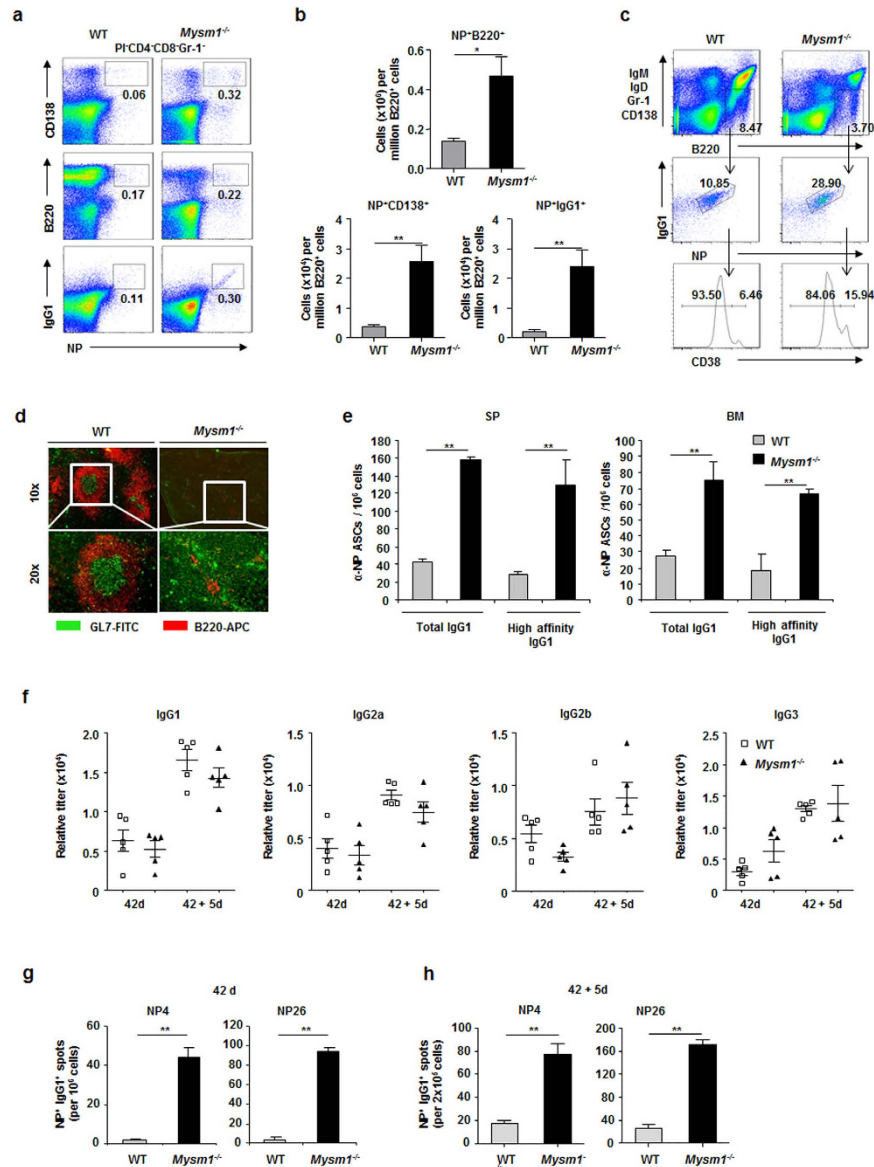 a
WT Mysm1-/-
PI-CD4-CD8-Gr-1-
CD138
0.06 0.32
B220
0.17 0.22
IgG1
0.11 0.30
NP
b
NP+B220+
*
Cells (x10⁶) per
million B220+ cells
0.6
0.4
0.2
0.0
WT Mysm1-/-
NP+CD138+
**
Cells (x10⁴) per
million B220+ cells
4
3
2
1
0
WT Mysm1-/-
NP+IgG1+
**
Cells (x10⁴) per
million B220+ cells
4
3
2
1
0
WT Mysm1-/-
c
WT Mysm1-/-
IgM
IgD
Gr-1
CD138
8.47 3.70
B220
10.85 28.90
IgG1
NP
93.50 6.46 84.06 15.94
CD38
d
WT Mysm1-/-
10x
20x
GL7-FITC B220-APC
e
SP
α-NP ASCs / 10⁶ cells
180
160
140
120
100
80
60
40
20
0
**
**
Total IgG1 High affinity
IgG1
BM
α-NP ASCs /10⁶ cells
100
90
80
70
60
50
40
30
20
10
0
**
**
WT
Mysm1-/-
Total IgG1 High affinity
IgG1
f
IgG1
Relative titer (x10⁴)
2.0
1.5
1.0
0.5
0
42d 42 + 5d
IgG2a
Relative titer (x10⁴)
1.5
1.0
0.5
0
42d 42 + 5d
IgG2b
Relative titer (x10⁴)
1.5
1.0
0.5
0
42d 42 + 5d
IgG3
Relative titer (x10⁴)
2.5
2.0
1.5
1.0
0.5
0
WT
Mysm1-/-
42d 42 + 5d
g
42 d
NP4
**
NP+ IgG1+ spots
(per 10⁶ cells)
60
40
20
0
WT Mysm1-/-
NP26
**
120
100
80
60
40
20
0
WT Mysm1-/-
h
42 + 5d
NP4
**
NP+ IgG1+ spots
(per 2x10⁵ cells)
100
80
60
40
20
0
WT Mysm1-
NP26
**
200
160
120
80
40
0
WT Mysm1-/-